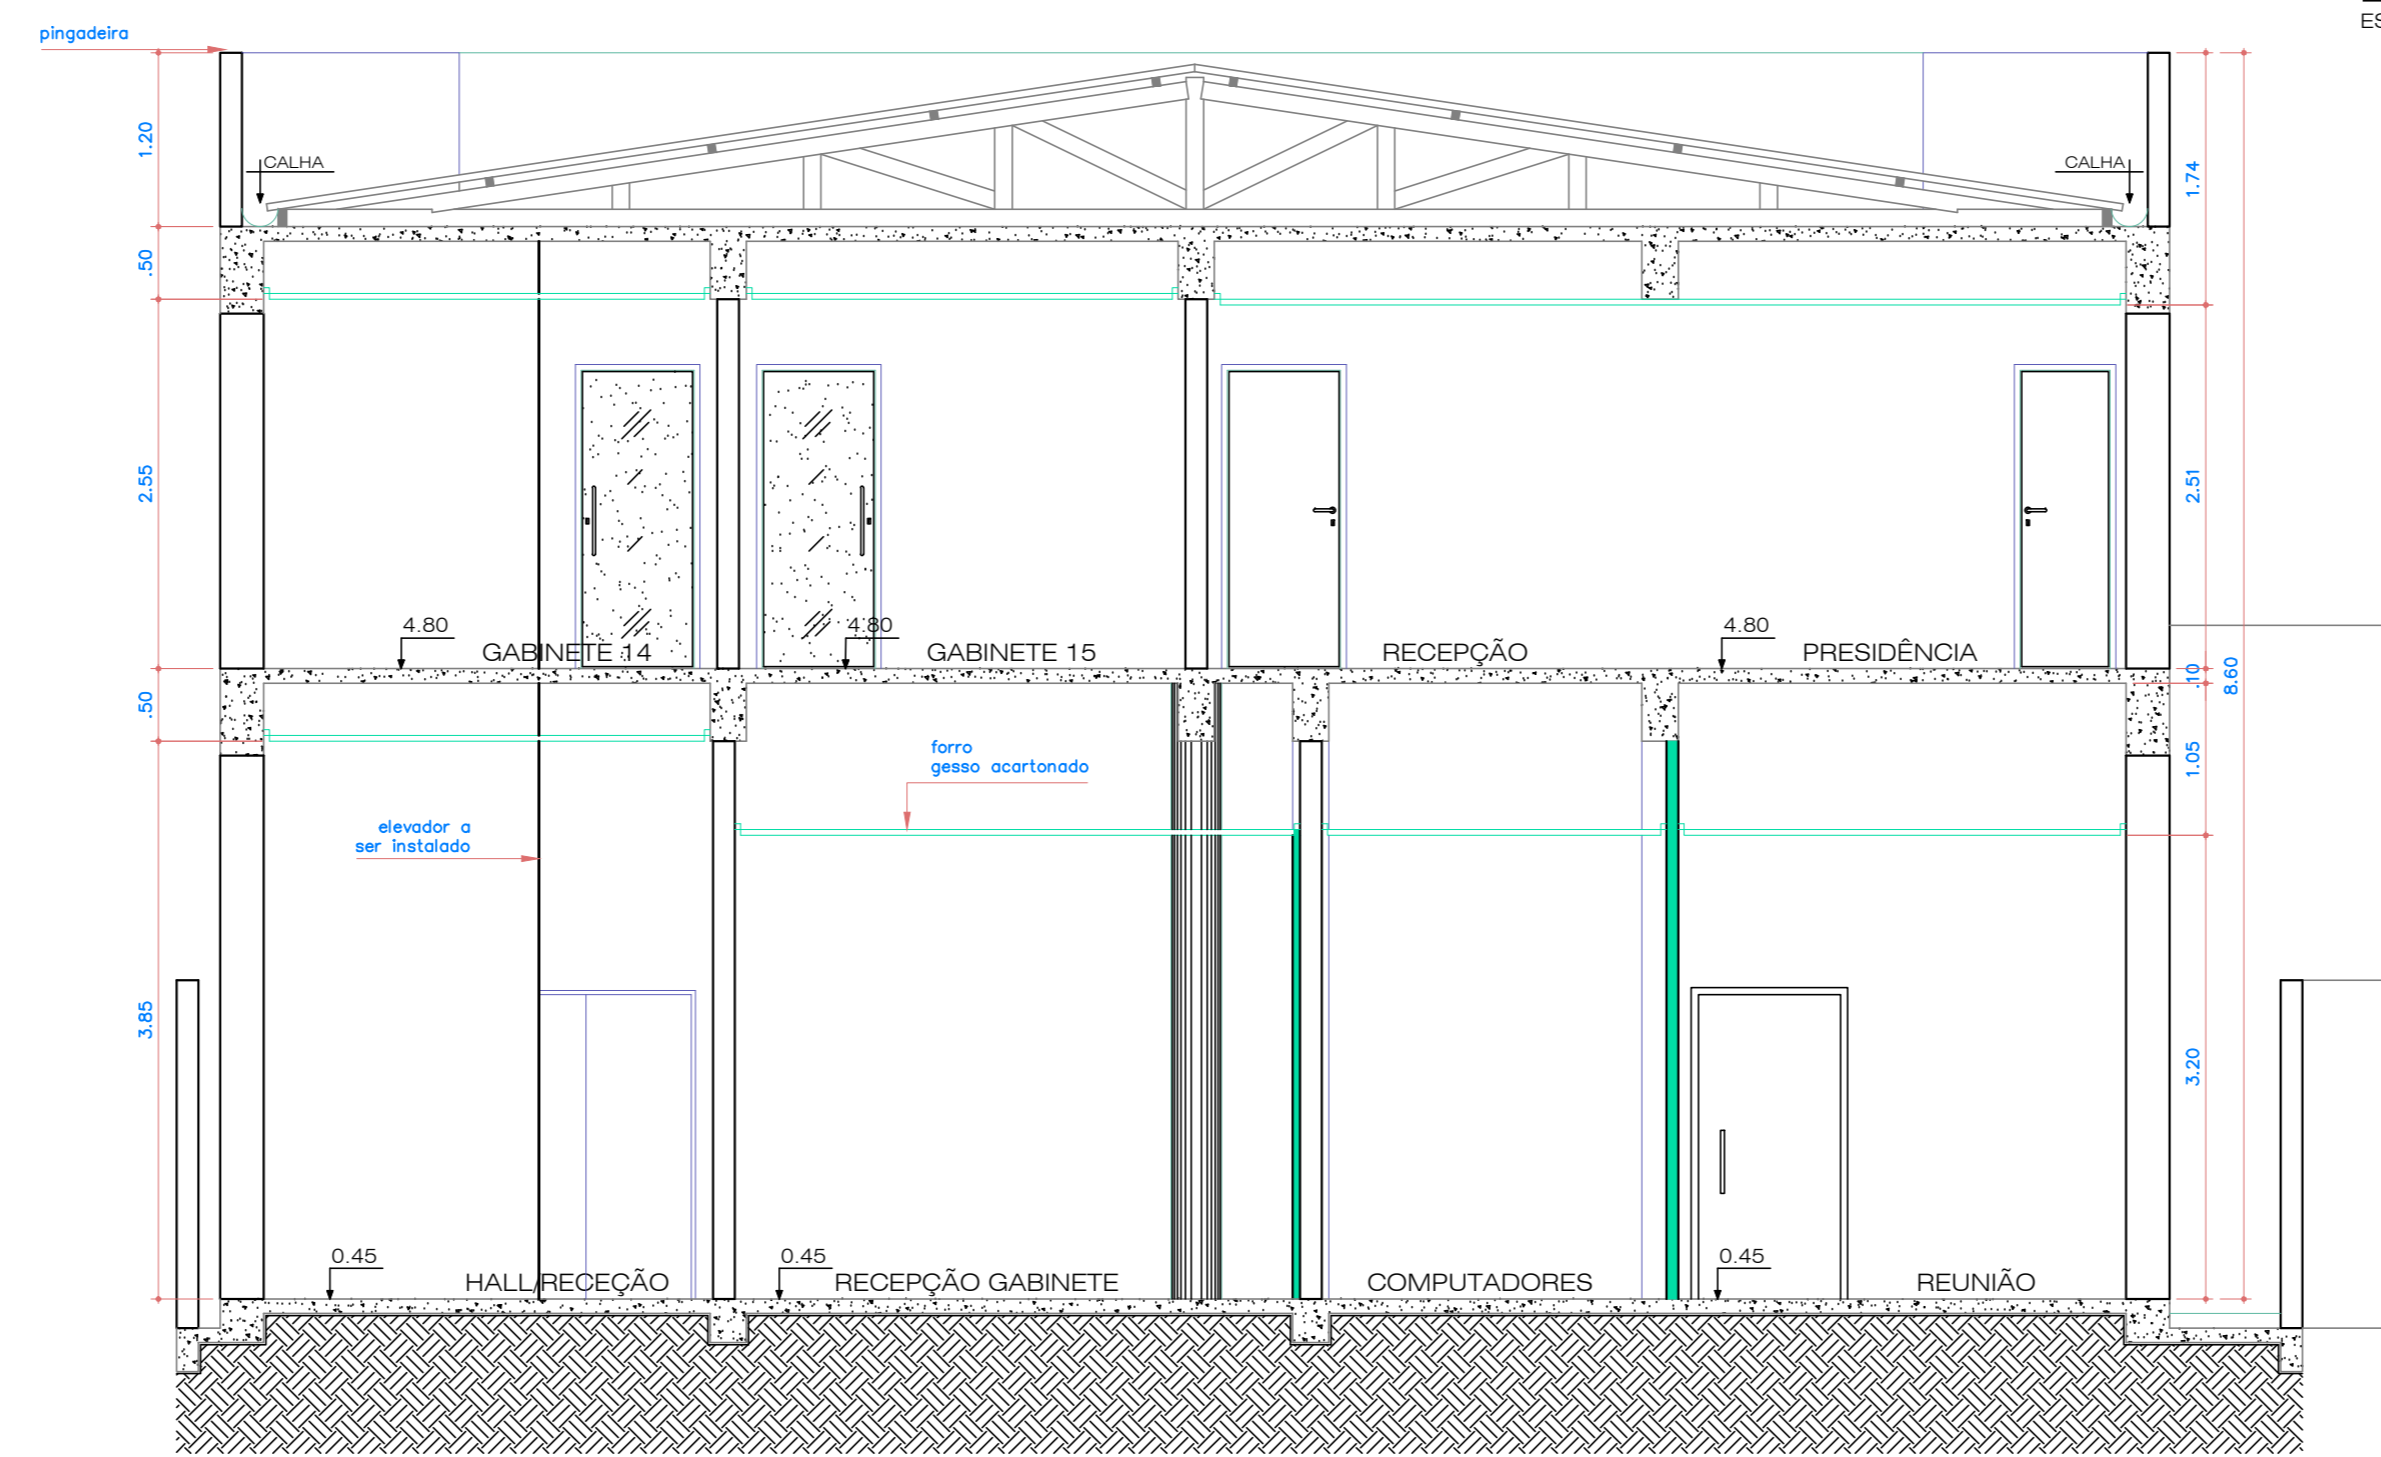 ES
pingadeira
1.20
CALHA
CALHA
1.74
.50
2.55
2.51
4.80
4.80
4.80
GABINETE 14
GABINETE 15
RECEPÇÃO
PRESIDÊNCIA
.10
8.60
.50
forro
gesso acartonado
1.05
elevador a
ser instalado
3.85
3.20
0.45
0.45
0.45
HALL/RECEÇÃO
RECEPÇÃO GABINETE
COMPUTADORES
REUNIÃO